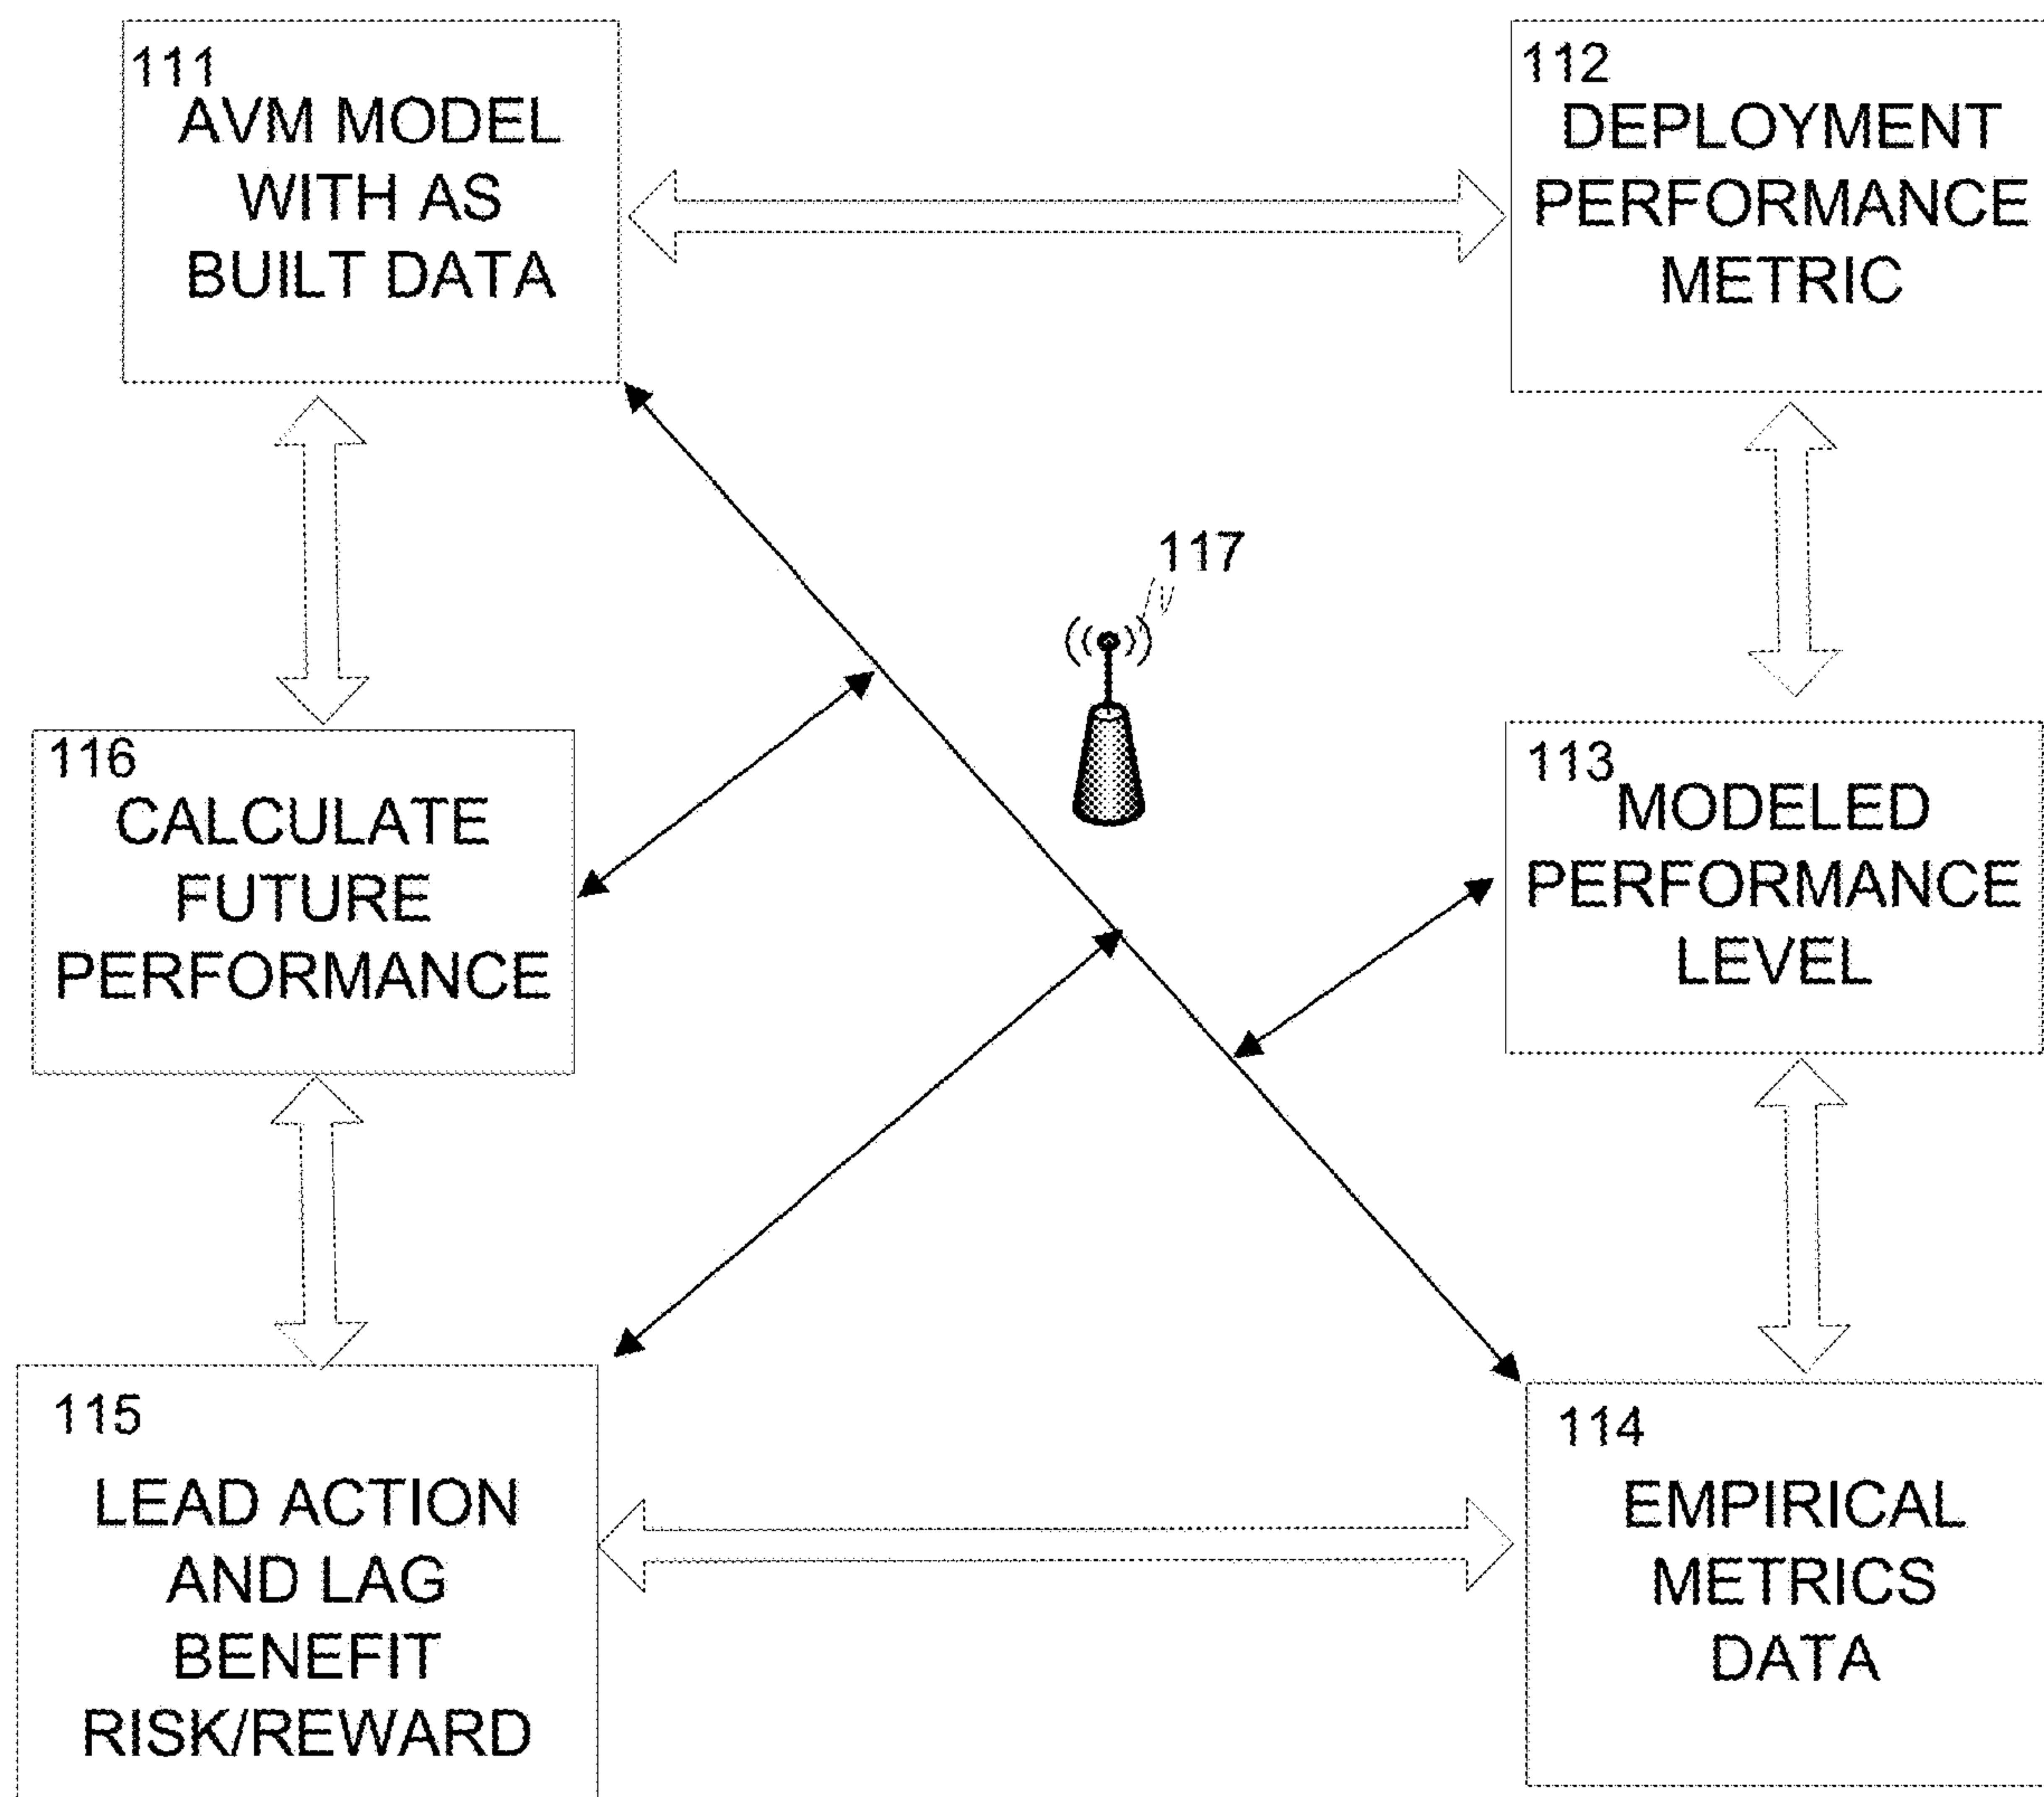 111
AVM MODEL
WITH AS
BUILT DATA
112
DEPLOYMENT
PERFORMANCE
METRIC
117
116
CALCULATE
FUTURE
PERFORMANCE
113
MODELED
PERFORMANCE
LEVEL
115
LEAD ACTION
AND LAG
BENEFIT
RISK/REWARD
114
EMPIRICAL
METRICS
DATA